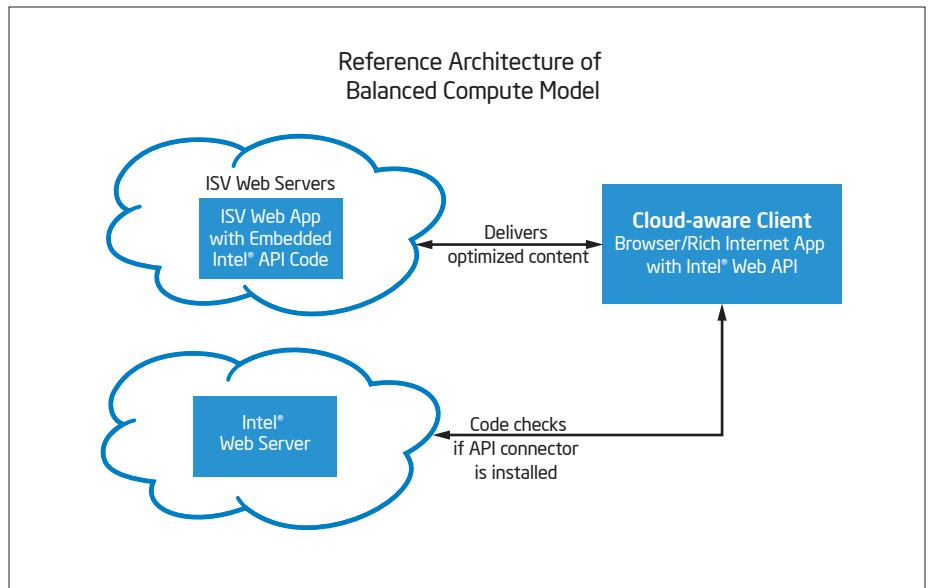 Reference Architecture of
Balanced Compute Model
ISV Web Servers
ISV Web App
with Embedded
Intel® API Code
Delivers
optimized content
Cloud-aware Client
Browser/Rich Internet App
with Intel® Web API
Intel®
Web Server
Code checks
if API connector
is installed